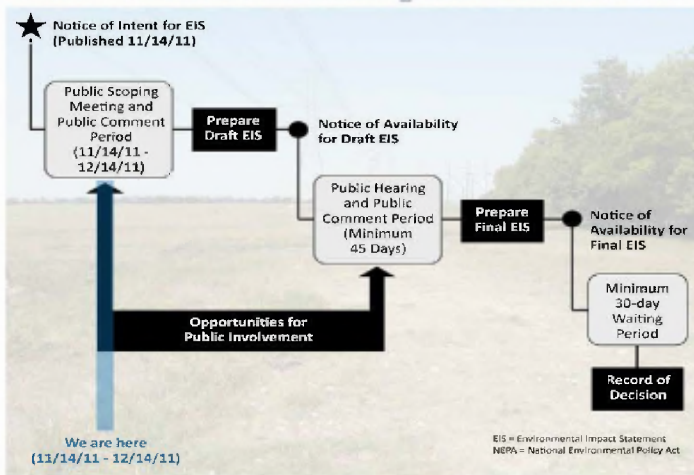 Notice of Intent for EIS
(Published 11/14/11)
Public Scoping
Meeting and
Public Comment
Period
(11/14/11 -
12/14/11)
Prepare
Draft EIS
Notice of Availability
for Draft EIS
Public Hearing
and Public
Comment Period
(Minimum
45 Days)
Prepare
Final EIS
Notice of
Availability for
Final EIS
Minimum
30-day
Waiting
Period
Record of
Decision
Opportunities for
Public Involvement
We are here
(11/14/11 - 12/14/11)
EIS = Environmental Impact Statement
NEPA = National Environmental Policy Act